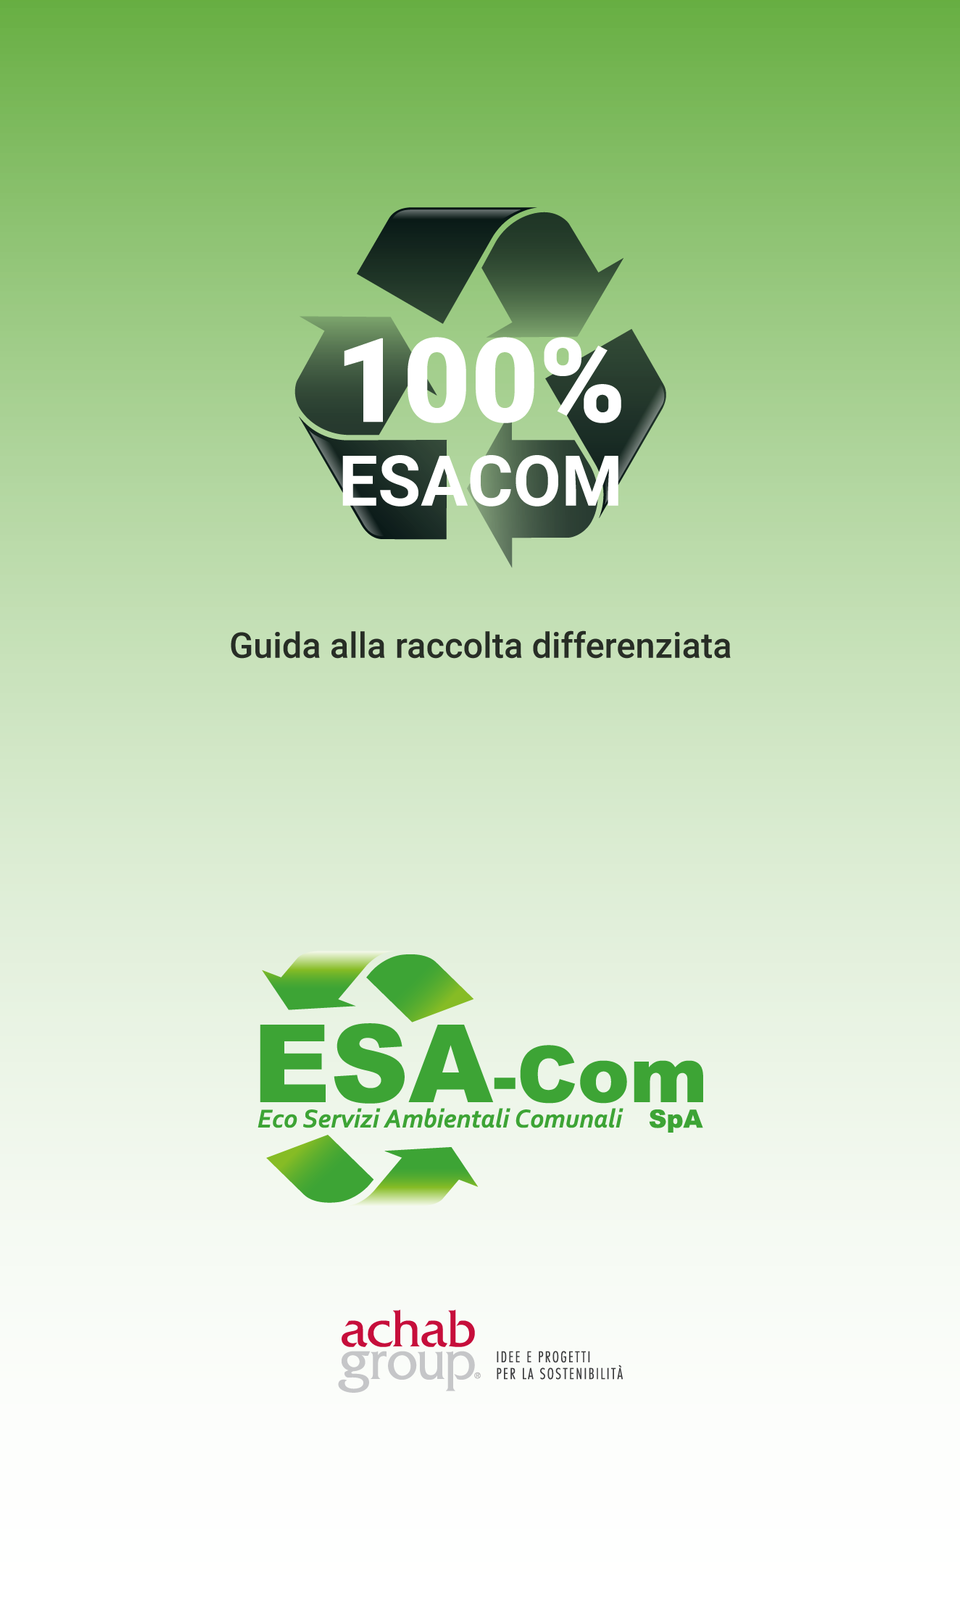 100%
ESACOM
Guida alla raccolta differenziata
ESA-Com
Eco Servizi Ambientali Comunali SpA
achab
group®
IDEE E PROGETTI
PER LA SOSTENIBILITÀ